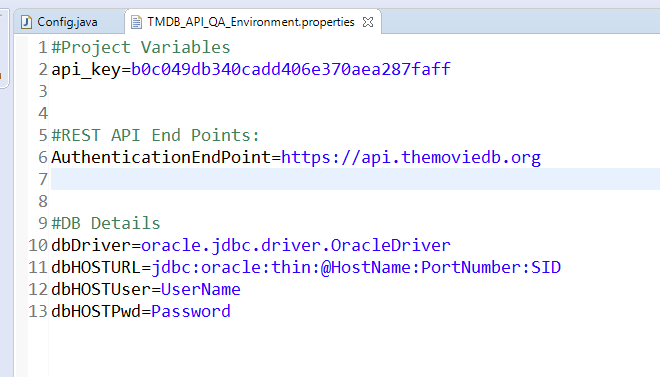 Config.java
TMDB_API_QA_Environment.properties
1 #Project Variables
2 api_key=b0c049db340cadd406e370aea287faff
3
4
5 #REST API End Points:
6 AuthenticationEndPoint=https://api.themoviedb.org
7
8
9 #DB Details
10 dbDriver=oracle.jdbc.driver.OracleDriver
11 dbHOSTURL=jdbc:oracle:thin:@HostName:PortNumber:SID
12 dbHOSTUser=UserName
13 dbHOSTPwd=Password